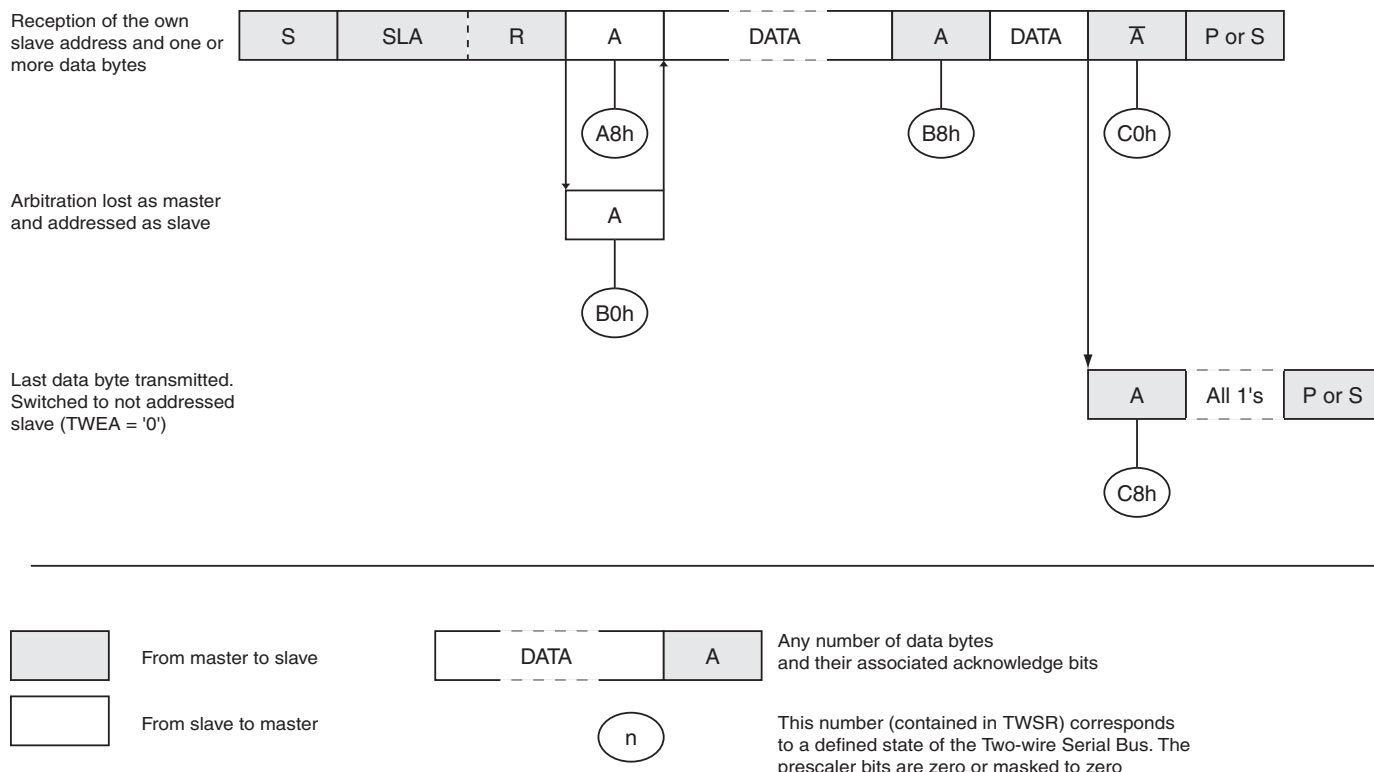 Reception of the own
slave address and one or
more data bytes
S SLA R A DATA A DATA A̅ P or S
A8h B8h C0h
Arbitration lost as master
and addressed as slave
A
B0h
Last data byte transmitted.
Switched to not addressed
slave (TWEA = '0')
A All 1's P or S
C8h
From master to slave
DATA A
Any number of data bytes
and their associated acknowledge bits
From slave to master
n
This number (contained in TWSR) corresponds
to a defined state of the Two-wire Serial Bus. The
prescaler bits are zero or masked to zero